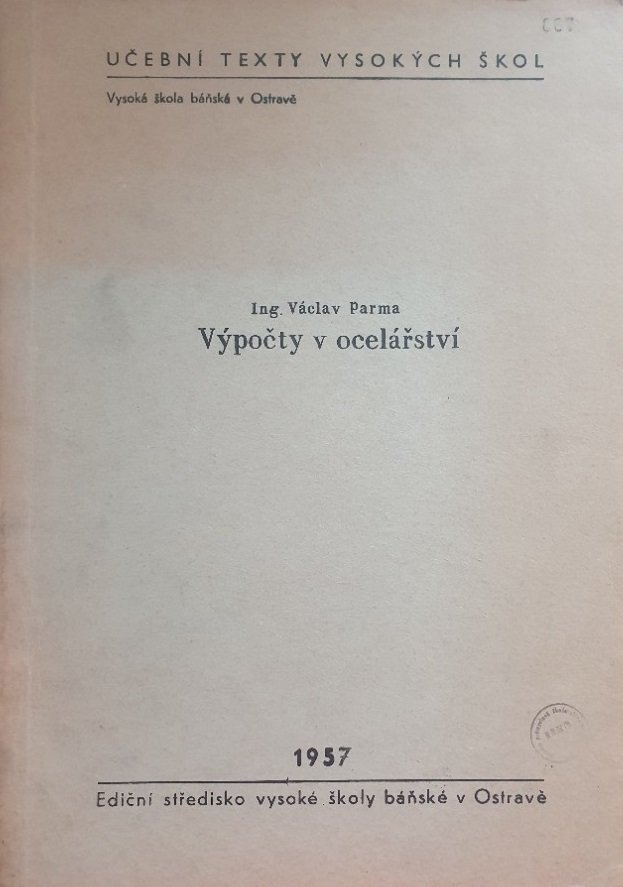 UČEBNÍ TEXTY VYSOKÝCH ŠKOL
Vysoká škola báňská v Ostravě
Ing. Václav Parma
Výpočty v ocelářství
1957
Ediční středisko vysoké školy báňské v Ostravě